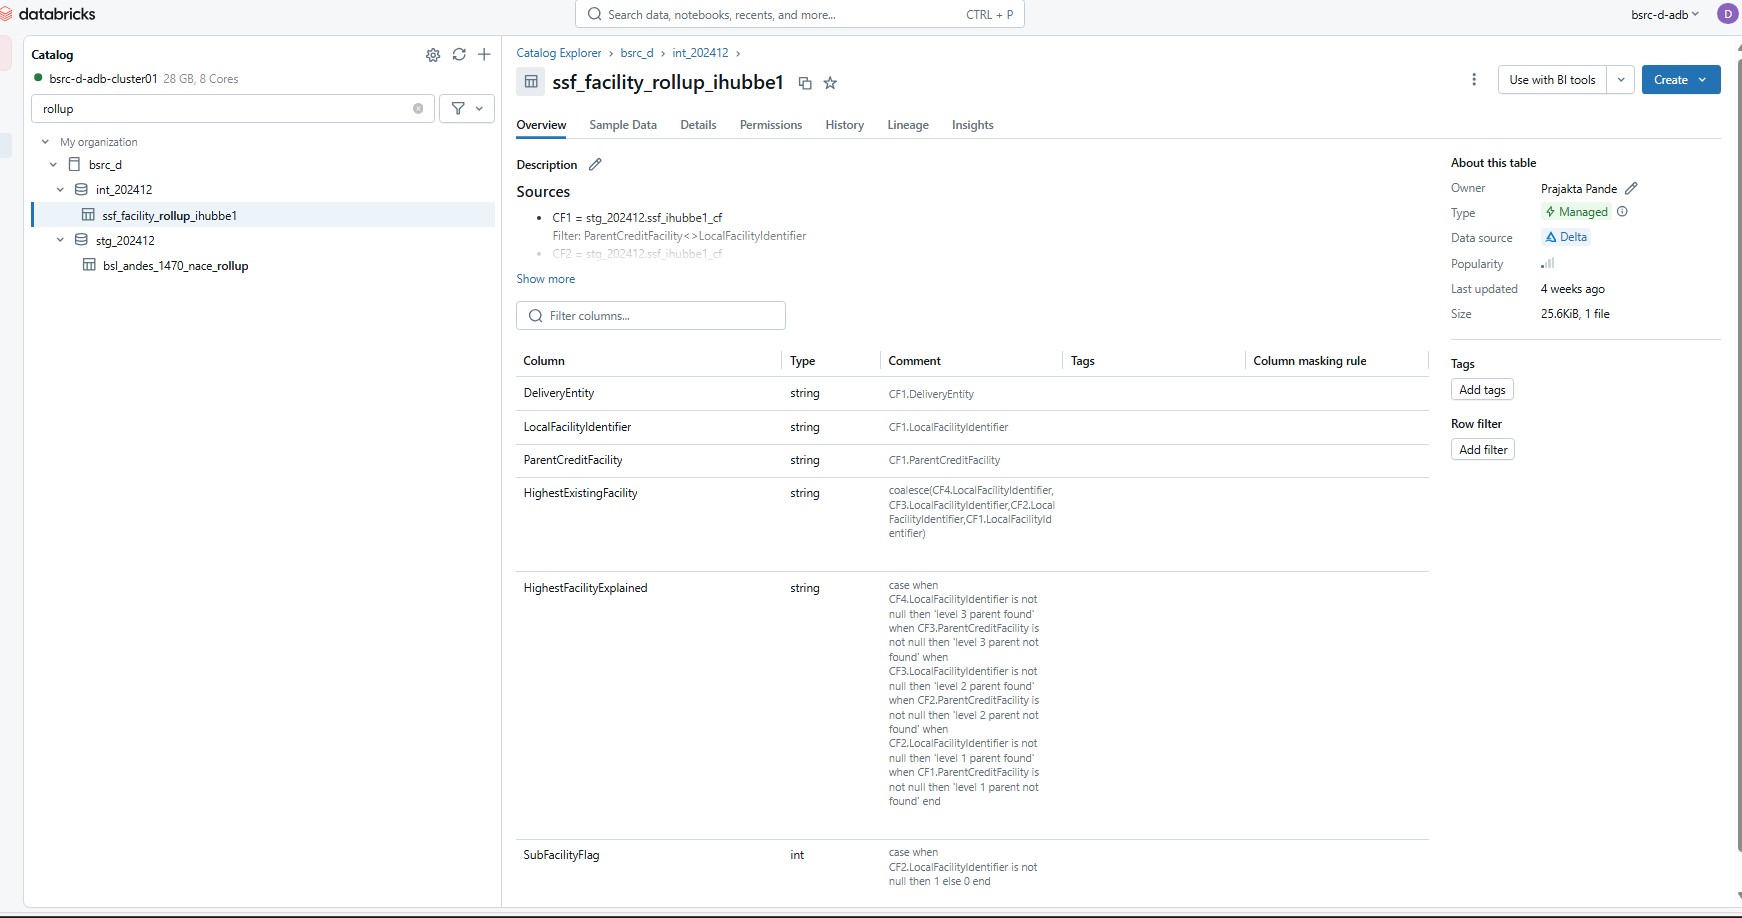 databricks
Search data, notebooks, recents, and more...
CTRL + P
bsrc-d-adb
D
Catalog
bsrc-d-adb-cluster01 28 GB, 8 Cores
rollup
My organization
bsrc_d
int_202412
ssf_facility_rollup_ihubbe1
stg_202412
bsl_andes_1470_nace_rollup
Catalog Explorer > bsrc_d > int_202412 >
ssf_facility_rollup_ihubbe1
Use with BI tools
Create
Overview Sample Data Details Permissions History Lineage Insights
Description
Sources
• CF1 = stg_202412.ssf_ihubbe1_cf
Filter: ParentCreditFacility<>LocalFacilityIdentifier
• CF2 = stg_202412.ssf_ihubbe1_cf
Show more
Filter columns...
Column Type Comment Tags Column masking rule
DeliveryEntity string CF1.DeliveryEntity
LocalFacilityIdentifier string CF1.LocalFacilityIdentifier
ParentCreditFacility string CF1.ParentCreditFacility
HighestExistingFacility string coalesce(CF4.LocalFacilityIdentifier,
CF3.LocalFacilityIdentifier,CF2.Local
FacilityIdentifier,CF1.LocalFacilityId
entifier)
HighestFacilityExplained string case when
CF4.LocalFacilityIdentifier is not
null then 'level 3 parent found'
when CF3.ParentCreditFacility is
not null then 'level 3 parent not
found' when
CF3.LocalFacilityIdentifier is not
null then 'level 2 parent found'
when CF2.ParentCreditFacility is
not null then 'level 2 parent not
found' when
CF2.LocalFacilityIdentifier is not
null then 'level 1 parent found'
when CF1.ParentCreditFacility is
not null then 'level 1 parent not
found' end
SubFacilityFlag int case when
CF2.LocalFacilityIdentifier is not
null then 1 else 0 end
About this table
Owner Prajakta Pande
Type Managed
Data source Delta
Popularity
Last updated 4 weeks ago
Size 25.6KiB, 1 file
Tags
Add tags
Row filter
Add filter